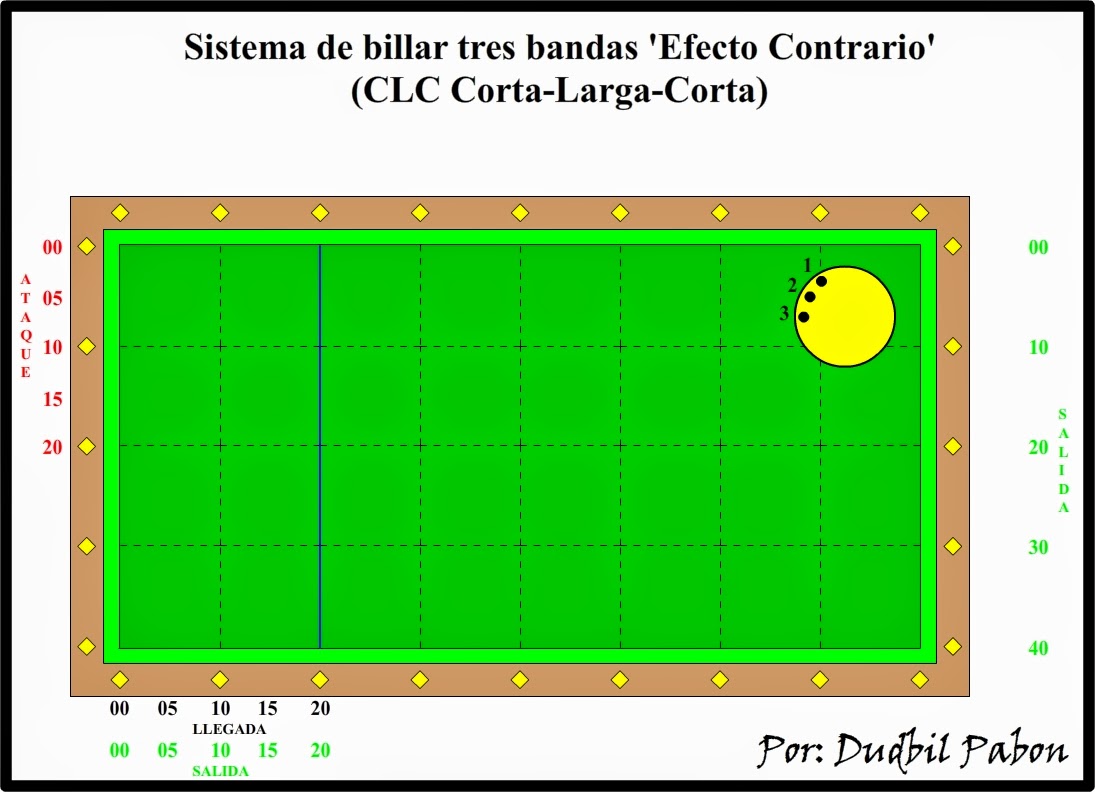 Sistema de billar tres bandas 'Efecto Contrario'
(CLC Corta-Larga-Corta)
00
05
10
15
20
ATAQUE
1
2
3
00
10
20
30
40
SALIDA
00 05 10 15 20
LLEGADA
00 05 10 15 20
SALIDA
Por: Dudbil Pabon